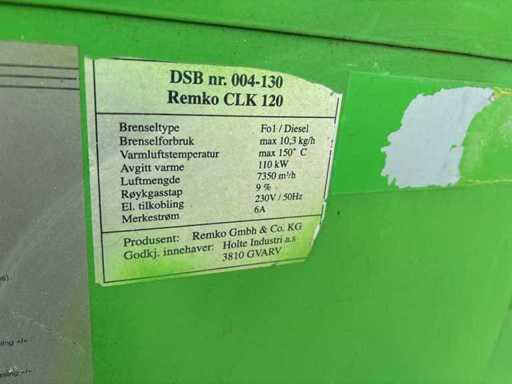 DSB nr. 004-130
Remko CLK 120
Brenseltype Fo1 / Diesel
Brenselforbruk max 10,3 kg/h
Varmluftstemperatur max 150° C
Avgitt varme 110 kW
Luftmengde 7350 m³/h
Røykgasstap 9 %
El. tilkobling 230V / 50Hz
Merkestrøm 6A
Produsent: Remko Gmbh & Co. KG
Godkj. innehaver: Holte Industri a.s
3810 GVARV